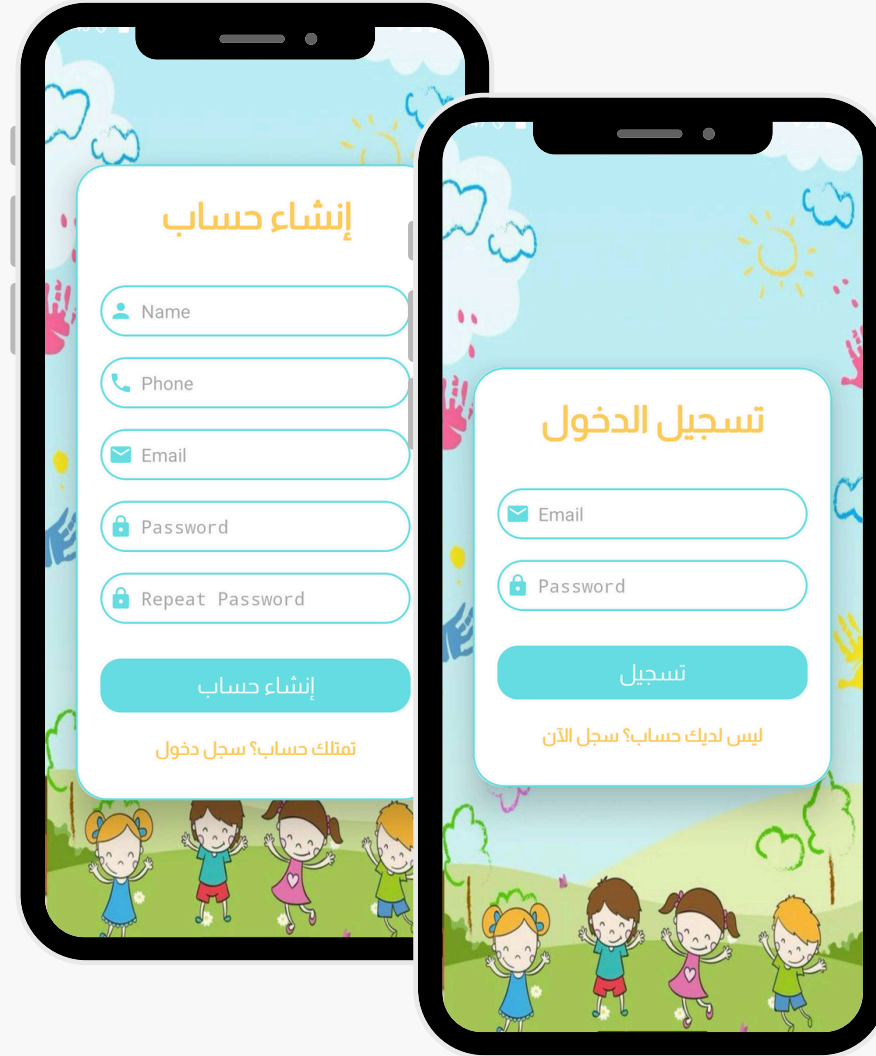 إنشاء حساب
Name
Phone
Email
Password
Repeat Password
إنشاء حساب
تمتلك حساب؟ سجل دخول
تسجيل الدخول
Email
Password
تسجيل
ليس لديك حساب؟ سجل الآن